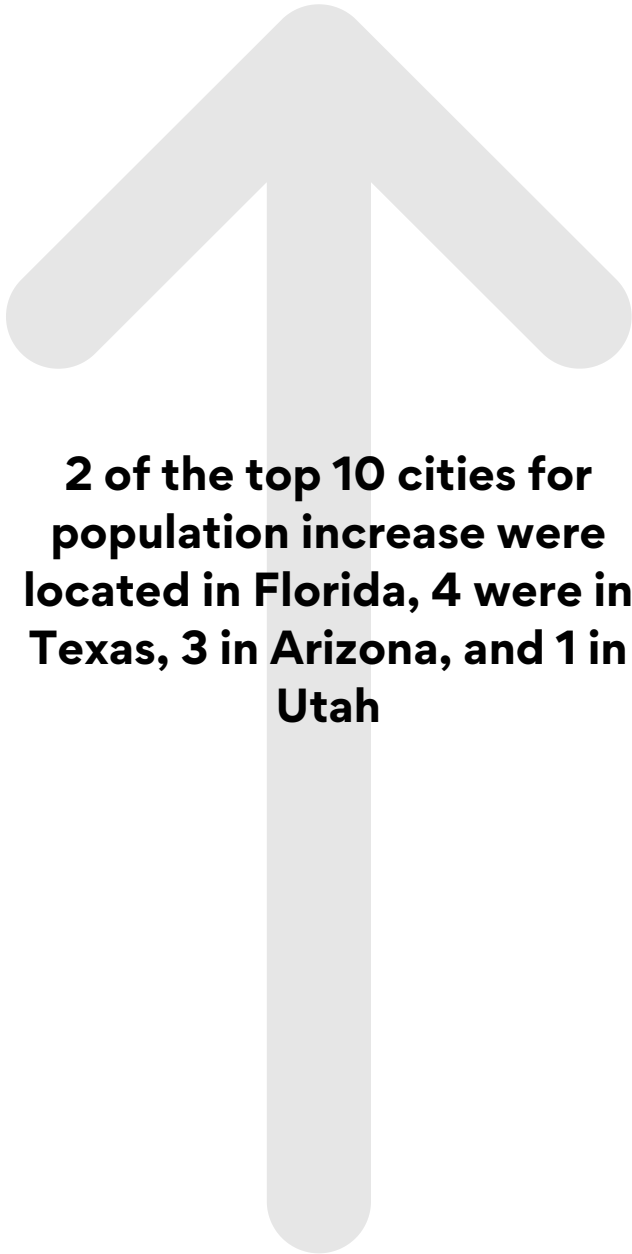 2 of the top 10 cities for
population increase were
located in Florida, 4 were in
Texas, 3 in Arizona, and 1 in
Utah